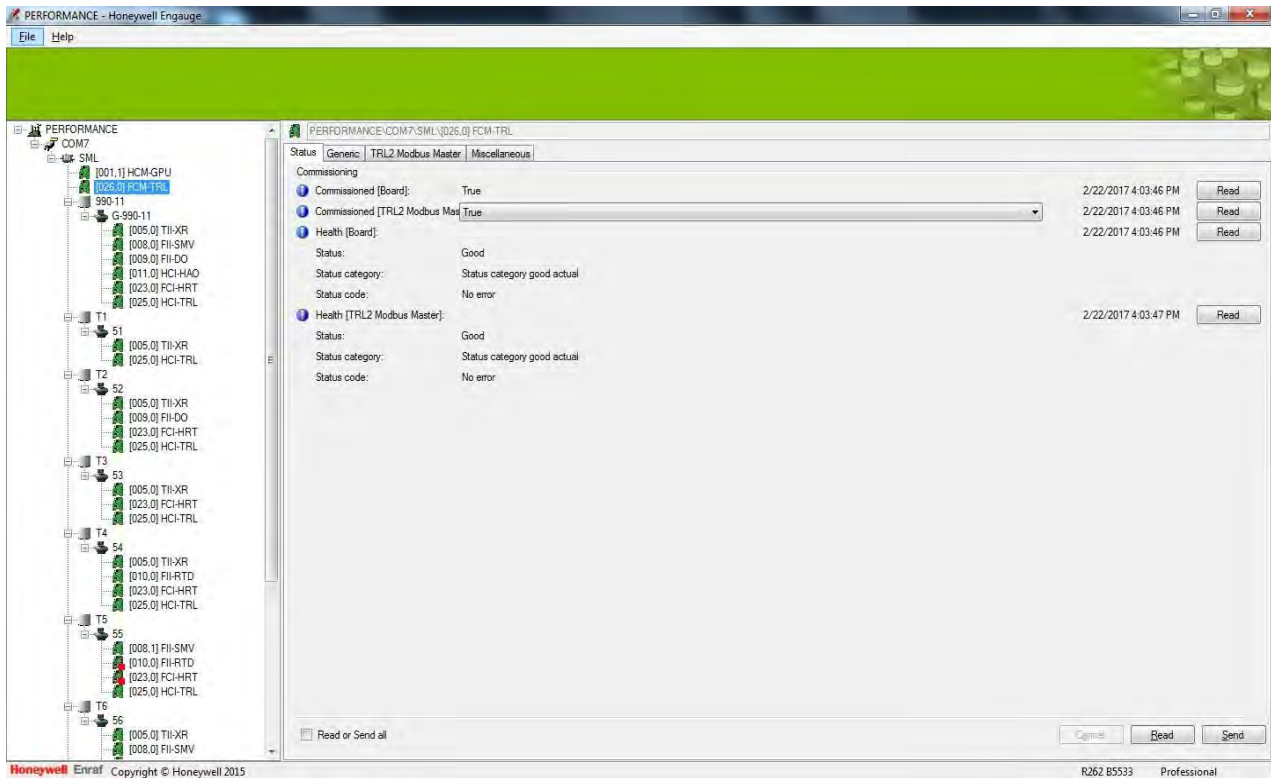 PERFORMANCE - Honeywell Engauge
File Help
PERFORMANCE
COM7
SML
[001,1] HCM-GPU
[026,0] FCM-TRL
990-11
G-990-11
[005,0] TII-XR
[008,0] FII-SMV
[009,0] FII-DO
[011,0] HCI-HAO
[023,0] FCI-HRT
[025,0] HCI-TRL
T1
51
[005,0] TII-XR
[025,0] HCI-TRL
T2
52
[005,0] TII-XR
[009,0] FII-DO
[023,0] FCI-HRT
[025,0] HCI-TRL
T3
53
[005,0] TII-XR
[023,0] FCI-HRT
[025,0] HCI-TRL
T4
54
[005,0] TII-XR
[010,0] FII-RTD
[023,0] FCI-HRT
[025,0] HCI-TRL
T5
55
[008,1] FII-SMV
[010,0] FII-RTD
[023,0] FCI-HRT
[025,0] HCI-TRL
T6
56
[005,0] TII-XR
[008,0] FII-SMV
PERFORMANCE\COM7\SML\[026,0] FCM-TRL
Status Generic TRL2 Modbus Master Miscellaneous
Commissioning
Commissioned [Board]: True 2/22/2017 4:03:46 PM Read
Commissioned [TRL2 Modbus Mas True 2/22/2017 4:03:46 PM Read
Health [Board]: 2/22/2017 4:03:46 PM Read
Status: Good
Status category: Status category good actual
Status code: No error
Health [TRL2 Modbus Master]: 2/22/2017 4:03:47 PM Read
Status: Good
Status category: Status category good actual
Status code: No error
Read or Send all Cancel Read Send
Honeywell Enraf Copyright © Honeywell 2015 R262 B5533 Professional